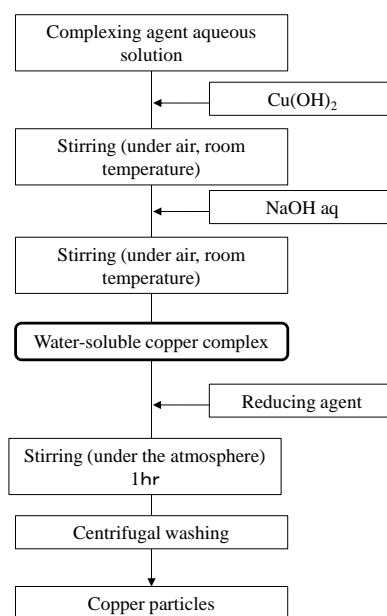 Complexing agent aqueous
solution
Cu(OH)2
Stirring (under air, room
temperature)
NaOH aq
Stirring (under air, room
temperature)
Water-soluble copper complex
Reducing agent
Stirring (under the atmosphere)
1hr
Centrifugal washing
Copper particles